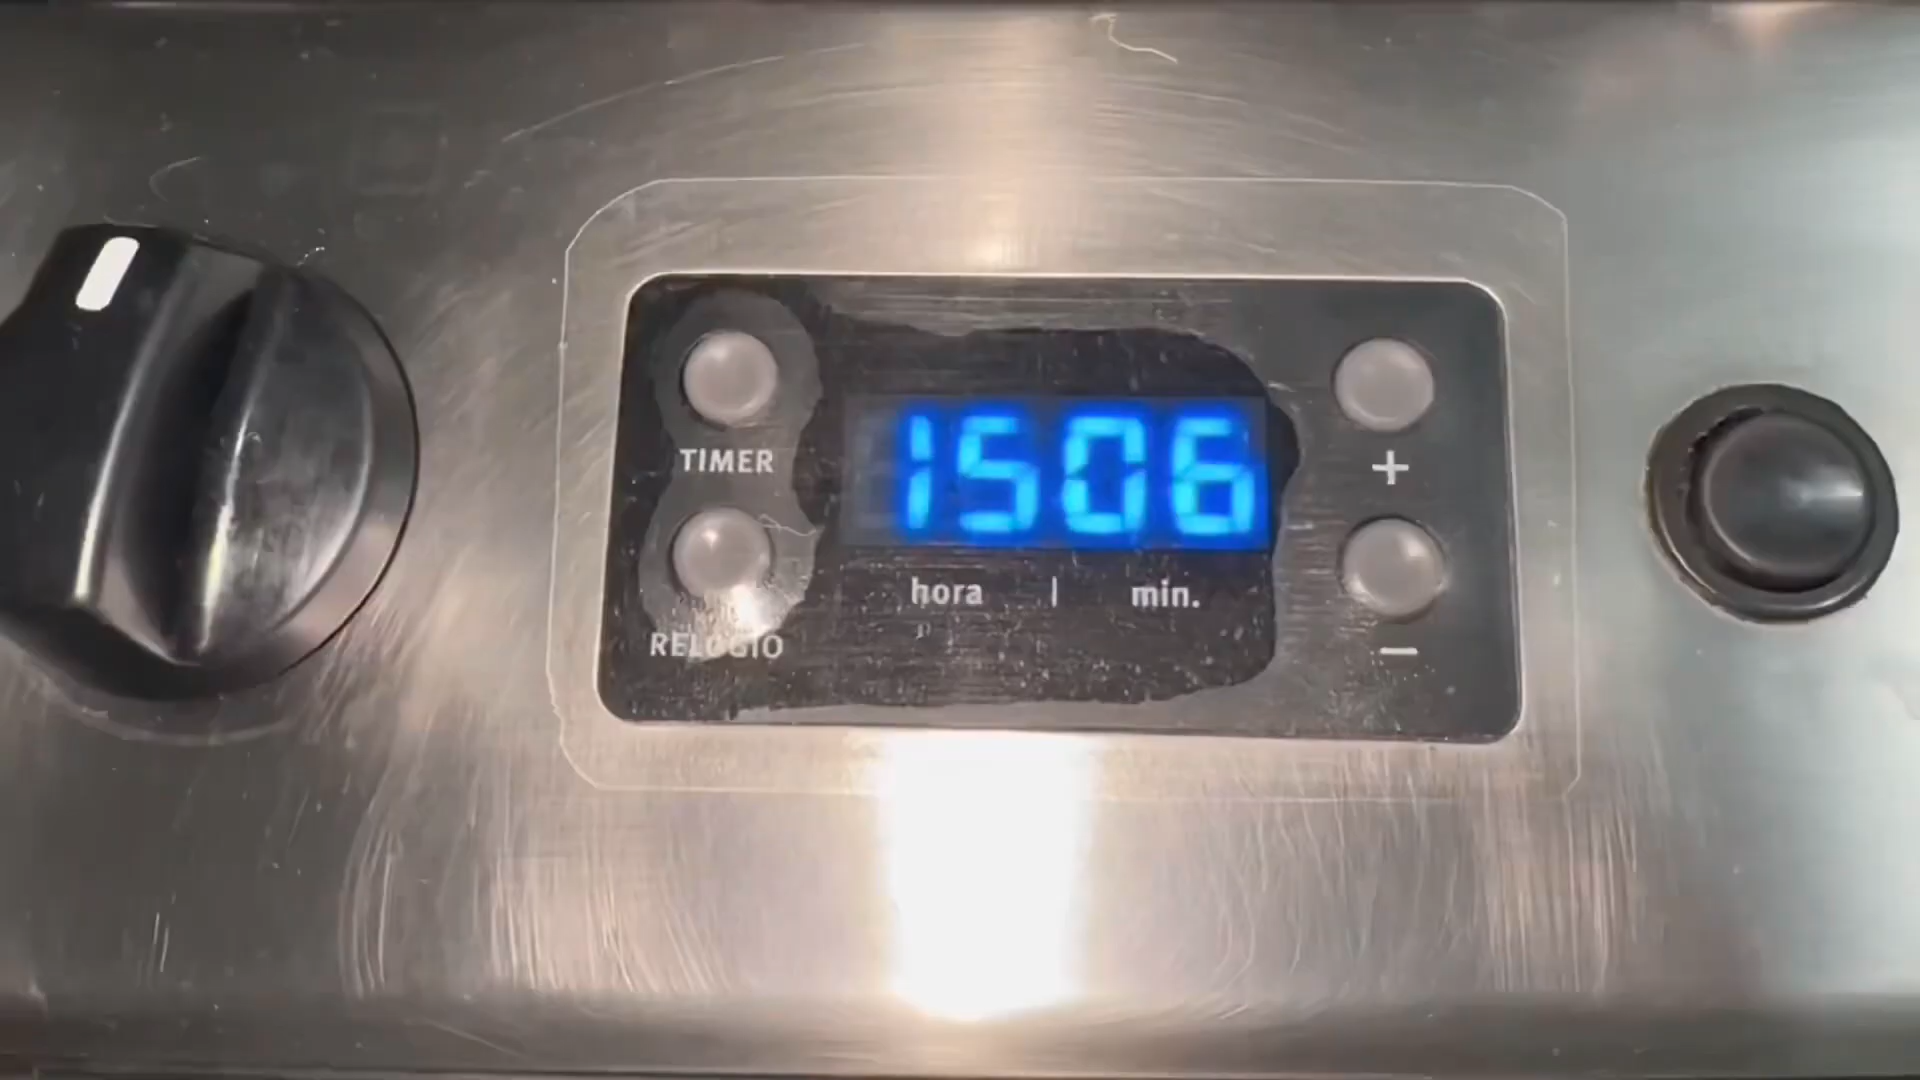 TIMER
1506
+
hora | min.
RELOGIO
−